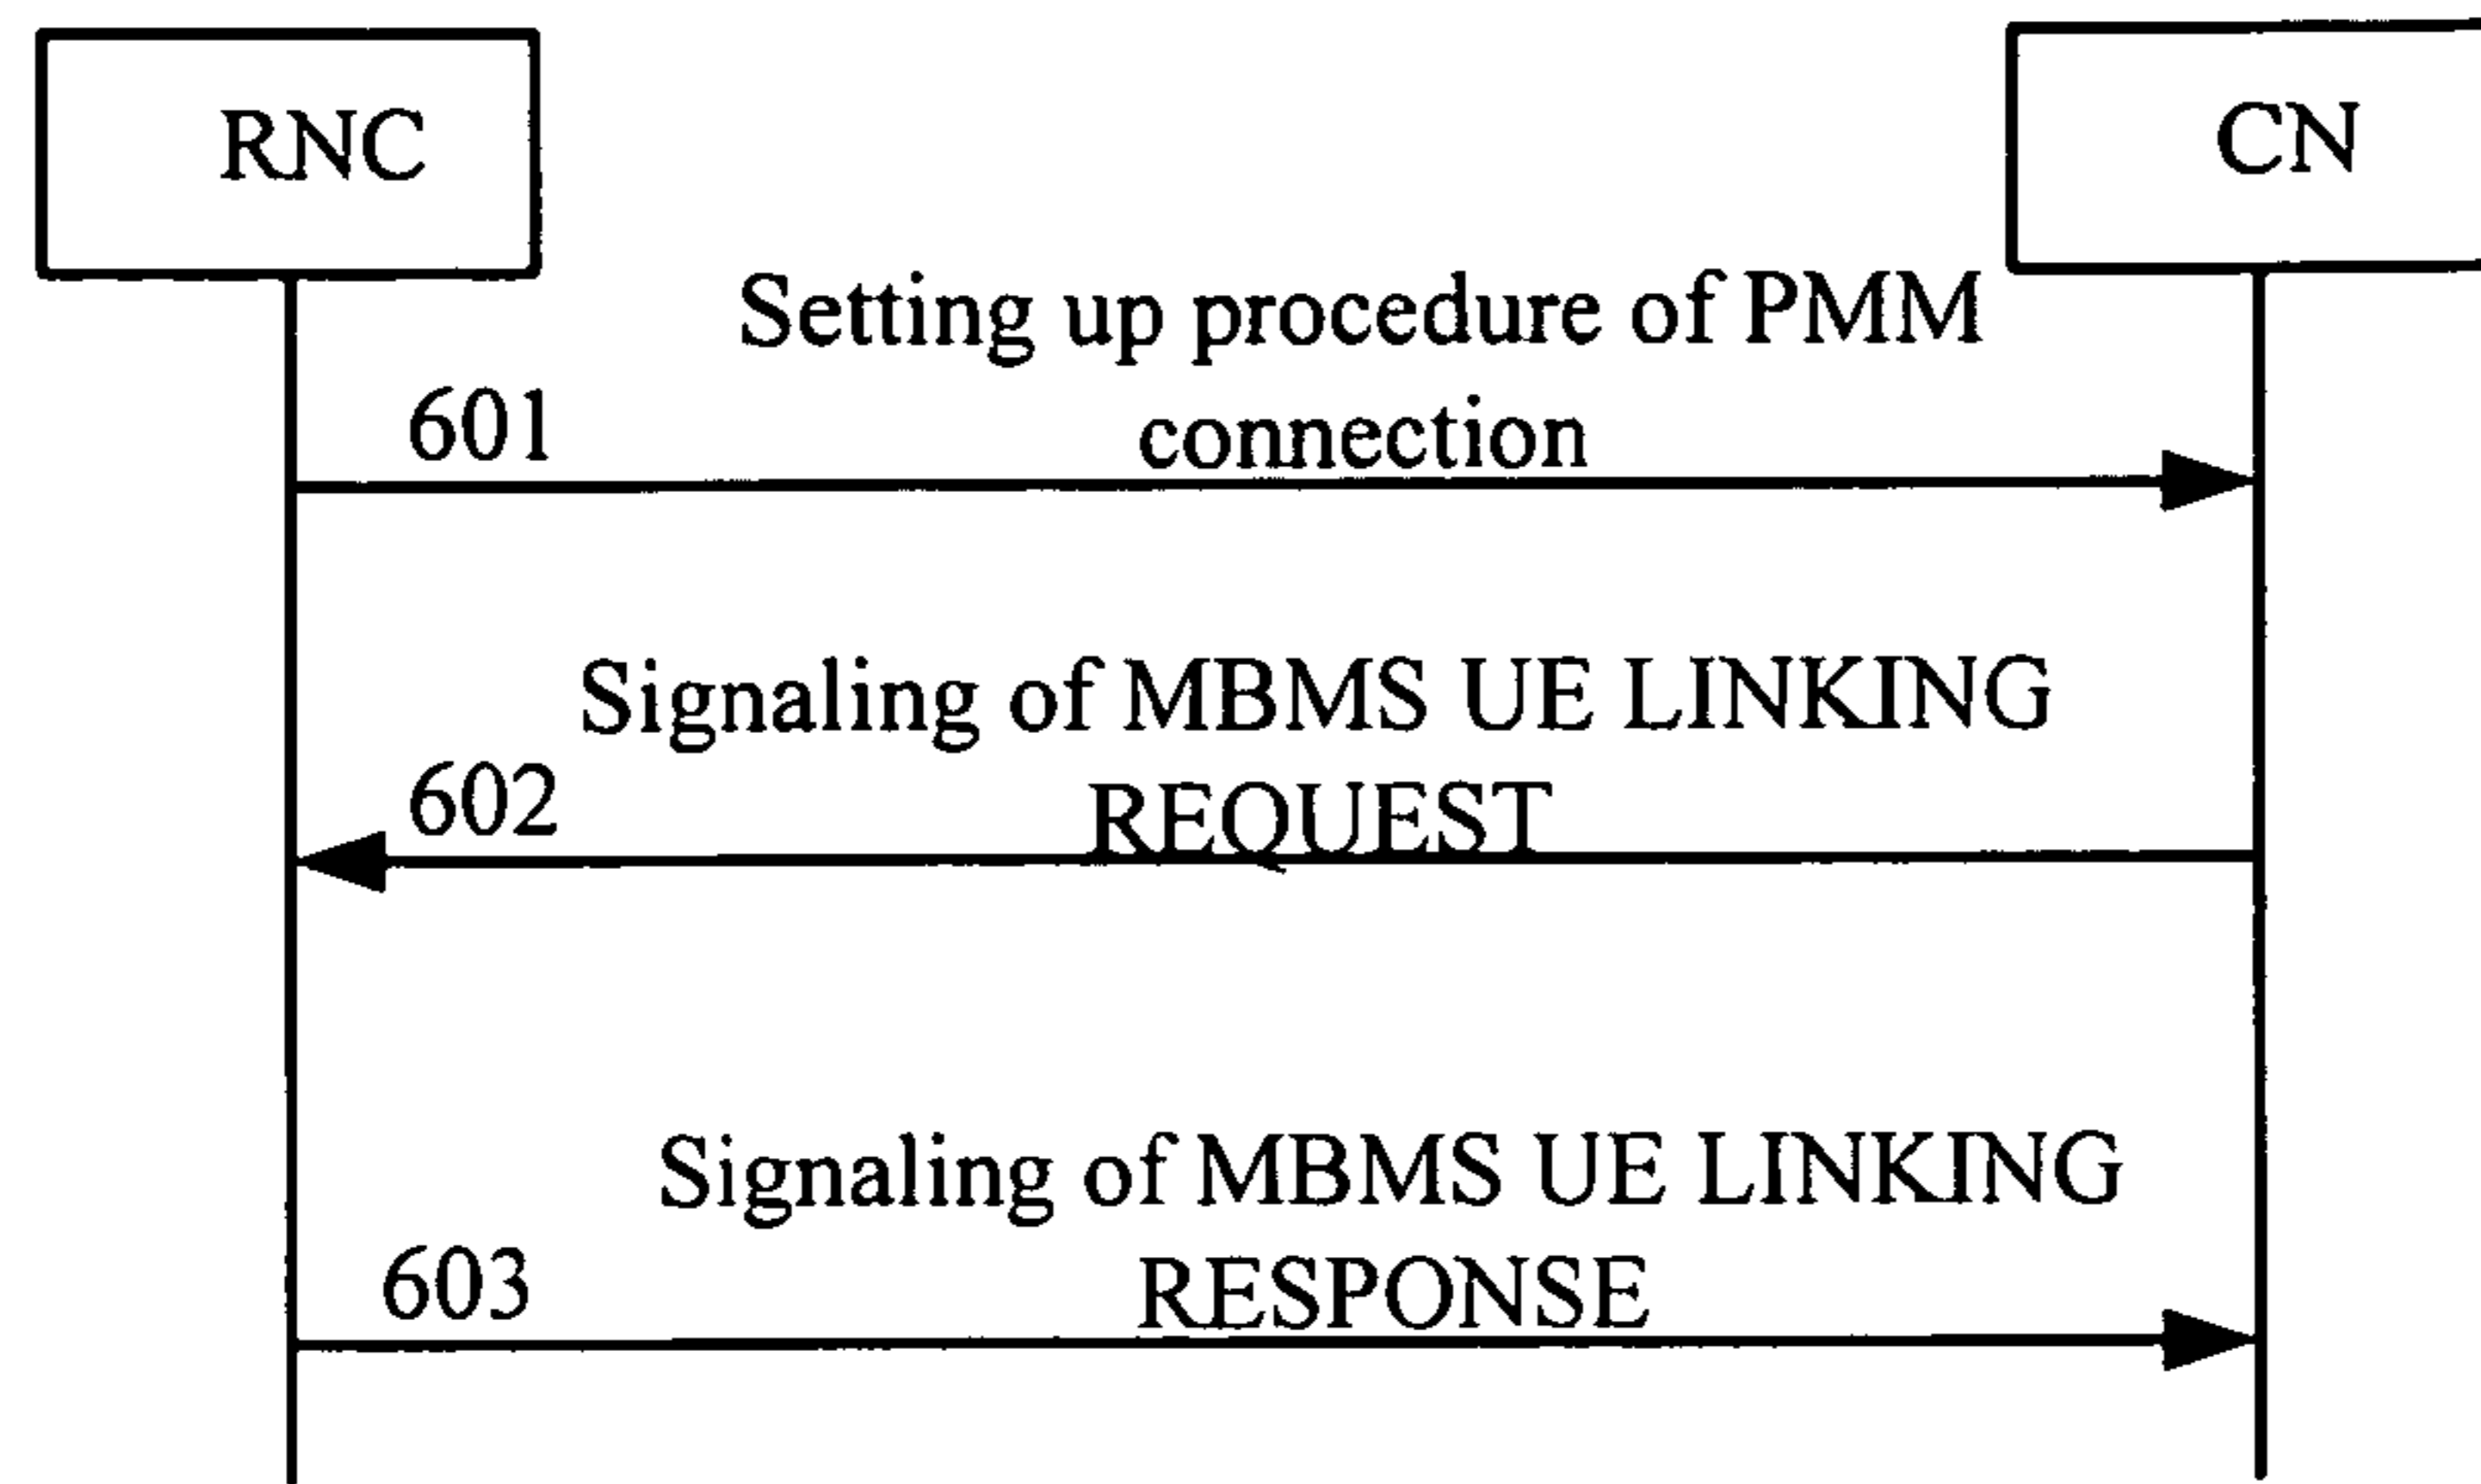 RNC
CN
Setting up procedure of PMM
601
connection
Signaling of MBMS UE LINKING
602
REQUEST
Signaling of MBMS UE LINKING
603
RESPONSE